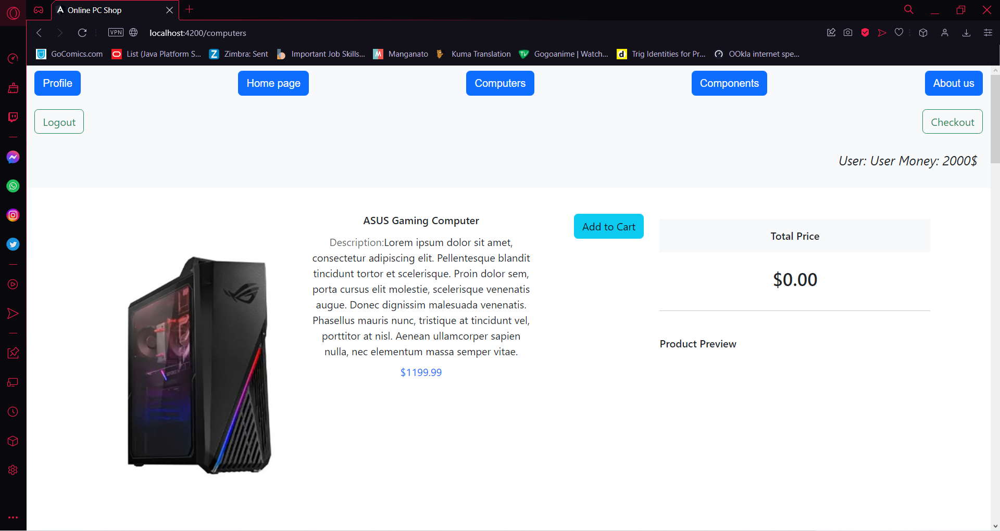 Online PC Shop
VPN
localhost:4200/computers
GoComics.com
List (Java Platform S...
Zimbra: Sent
Important Job Skills...
Manganato
Kuma Translation
Gogoanime | Watch...
Trig Identities for Pr...
OOkla internet spe...
Profile
Home page
Computers
Components
About us
Logout
Checkout
User: User Money: 2000$
ASUS Gaming Computer
Description:Lorem ipsum dolor sit amet,
consectetur adipiscing elit. Pellentesque blandit
tincidunt tortor et scelerisque. Proin dolor sem,
porta cursus elit molestie, scelerisque venenatis
augue. Donec dignissim malesuada venenatis.
Phasellus mauris nunc, tristique at tincidunt vel,
porttitor at nisl. Aenean ullamcorper sapien
nulla, nec elementum massa semper vitae.
$1199.99
Add to Cart
Total Price
$0.00
Product Preview